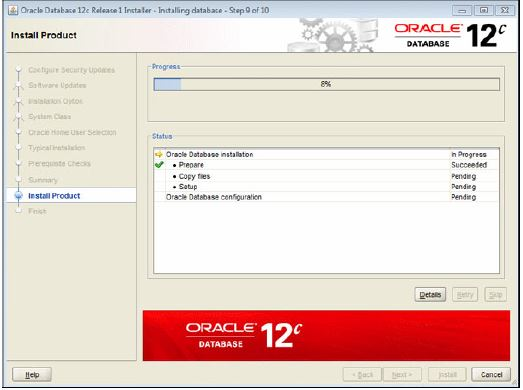 Oracle Database 12c Release 1 Installer - Installing database - Step 9 of 10
Install Product
ORACLE DATABASE 12c
Configure Security Updates
Software Updates
Installation Option
System Class
Oracle Home User Selection
Typical Installation
Prerequisite Checks
Summary
Install Product
Finish
Progress
8%
Status
Oracle Database installation In Progress
• Prepare Succeeded
• Copy files Pending
• Setup Pending
Oracle Database configuration Pending
Details Retry Skip
ORACLE DATABASE 12c
Help < Back Next > Install Cancel